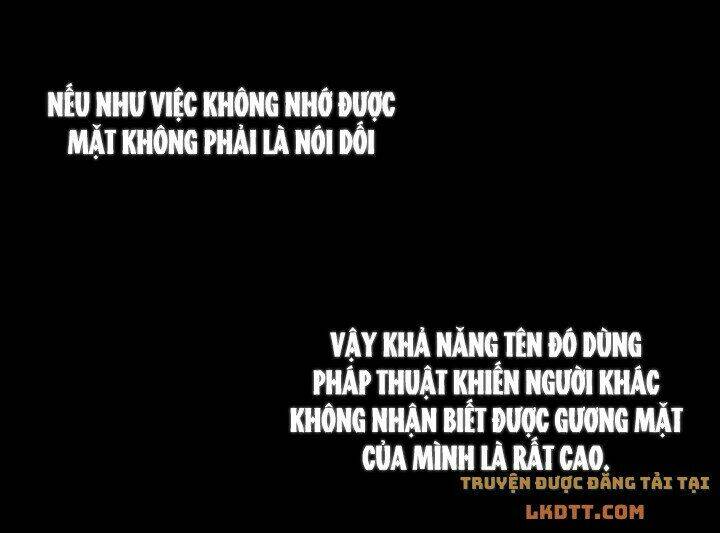 NẾU NHƯ VIỆC KHÔNG NHỚ ĐƯỢC
MẶT KHÔNG PHẢI LÀ NÓI DỐI
VẬY KHẢ NĂNG TÊN ĐÓ DÙNG
PHÁP THUẬT KHIẾN NGƯỜI KHÁC
KHÔNG NHẬN BIẾT ĐƯỢC GƯƠNG MẶT
CỦA MÌNH LÀ RẤT CAO.
TRUYỆN ĐƯỢC ĐĂNG TẢI TẠI
LKDTT.COM